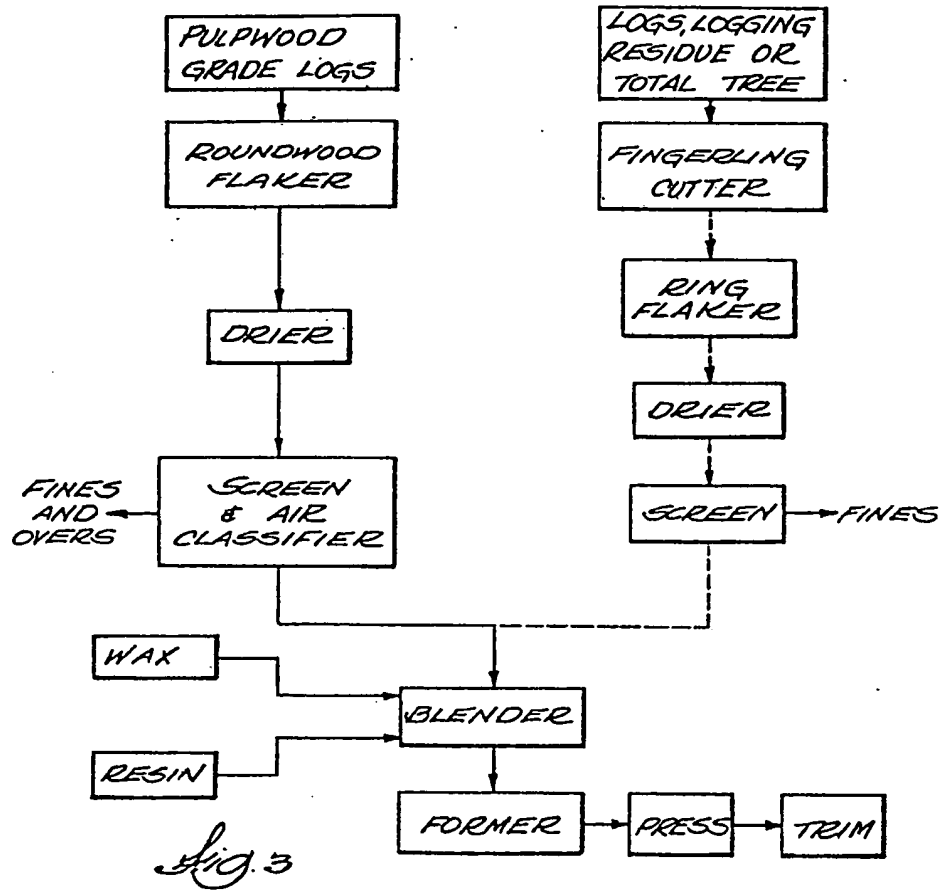 PULPWOOD
GRADE LOGS
LOGS, LOGGING
RESIDUE OR
TOTAL TREE
ROUNDWOOD
FLAKER
FINGERLING
CUTTER
RING
FLAKER
DRIER
DRIER
FINES
AND
OVERS
SCREEN
& AIR
CLASSIFIER
SCREEN
FINES
WAX
BLENDER
RESIN
FORMER
PRESS
TRIM
Fig. 3